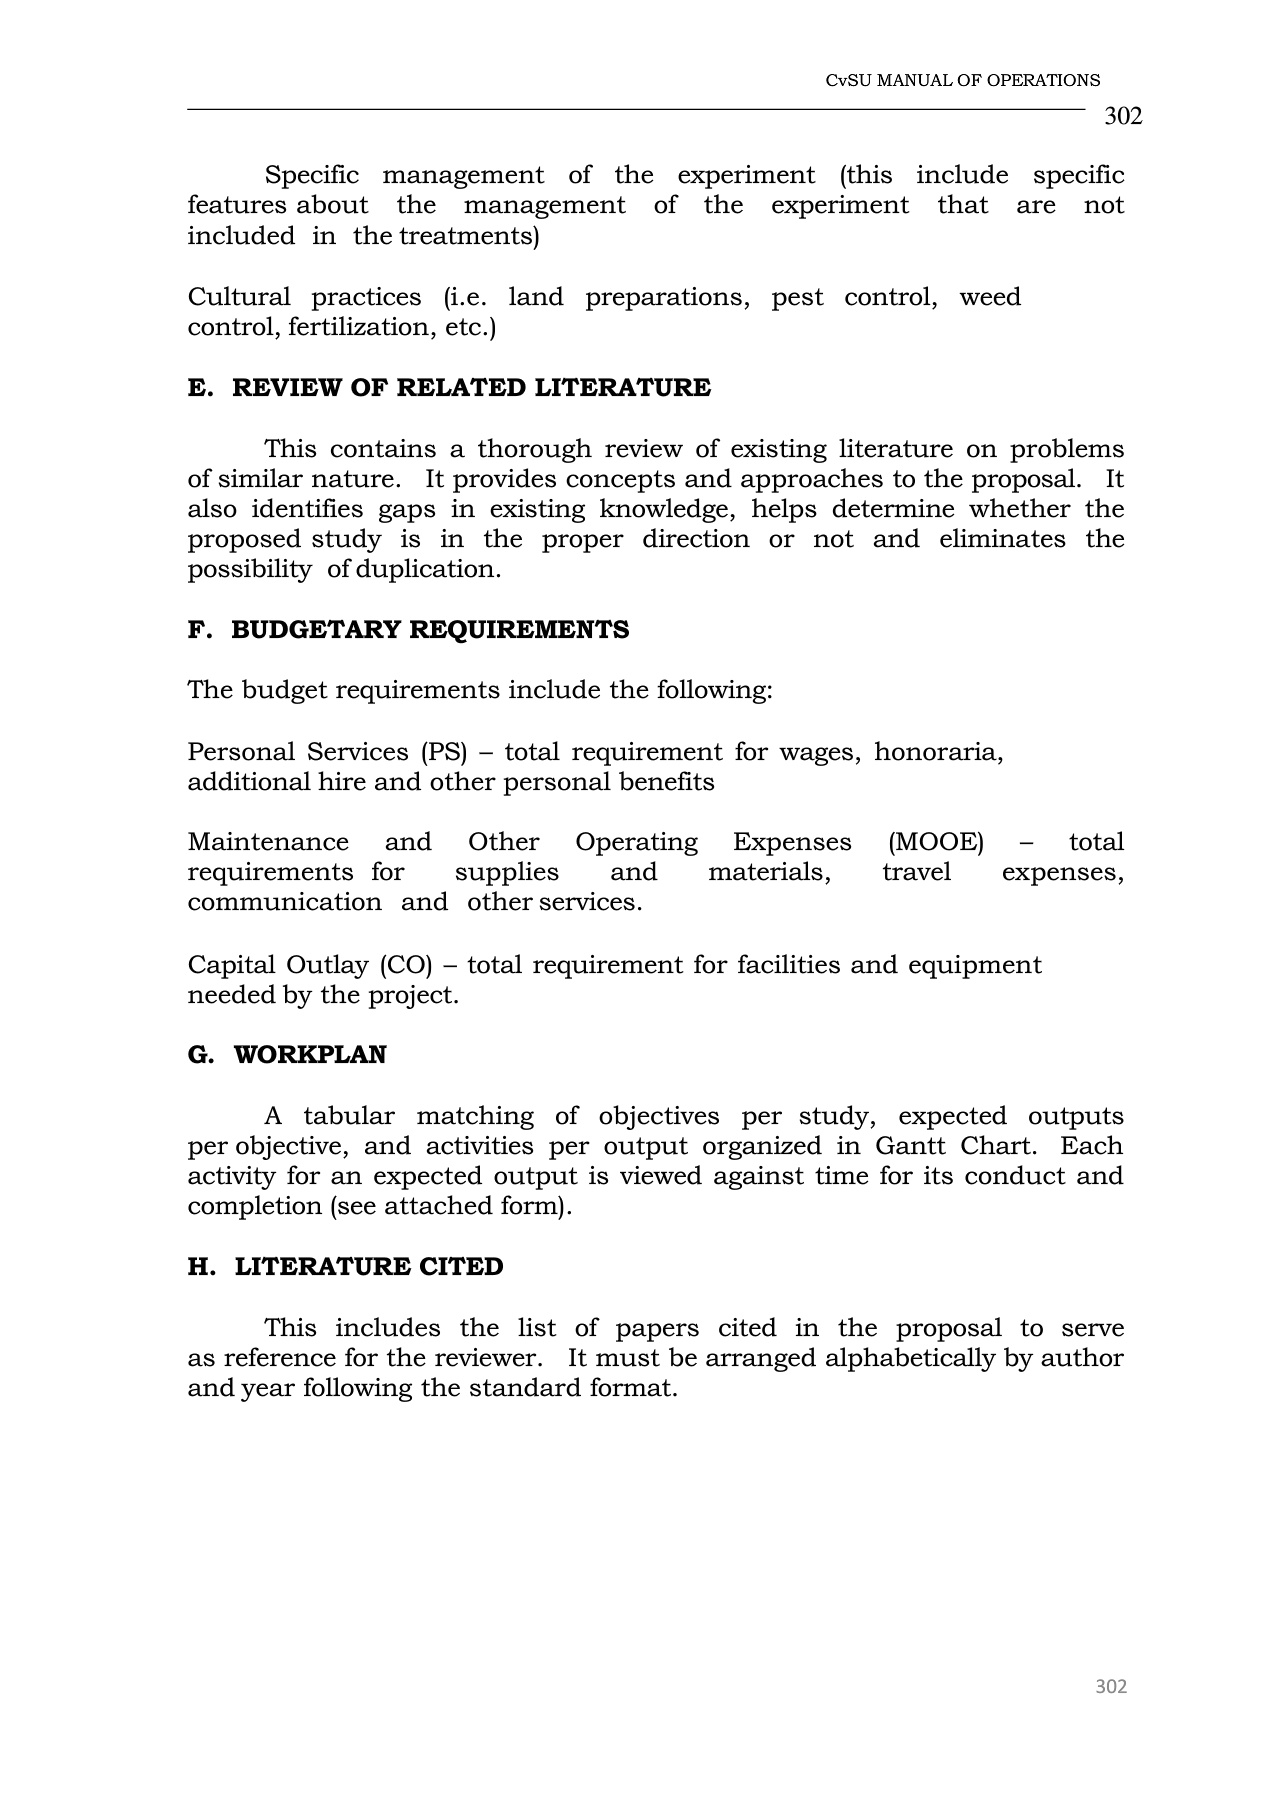 CvSU MANUAL OF OPERATIONS
302
Specific management of the experiment (this include specific
features about the management of the experiment that are not
included in the treatments)
Cultural practices (i.e. land preparations, pest control, weed
control, fertilization, etc.)
E. REVIEW OF RELATED LITERATURE
This contains a thorough review of existing literature on problems
of similar nature. It provides concepts and approaches to the proposal. It
also identifies gaps in existing knowledge, helps determine whether the
proposed study is in the proper direction or not and eliminates the
possibility of duplication.
F. BUDGETARY REQUIREMENTS
The budget requirements include the following:
Personal Services (PS) – total requirement for wages, honoraria,
additional hire and other personal benefits
Maintenance and Other Operating Expenses (MOOE) – total
requirements for supplies and materials, travel expenses,
communication and other services.
Capital Outlay (CO) – total requirement for facilities and equipment
needed by the project.
G. WORKPLAN
A tabular matching of objectives per study, expected outputs
per objective, and activities per output organized in Gantt Chart. Each
activity for an expected output is viewed against time for its conduct and
completion (see attached form).
H. LITERATURE CITED
This includes the list of papers cited in the proposal to serve
as reference for the reviewer. It must be arranged alphabetically by author
and year following the standard format.
302